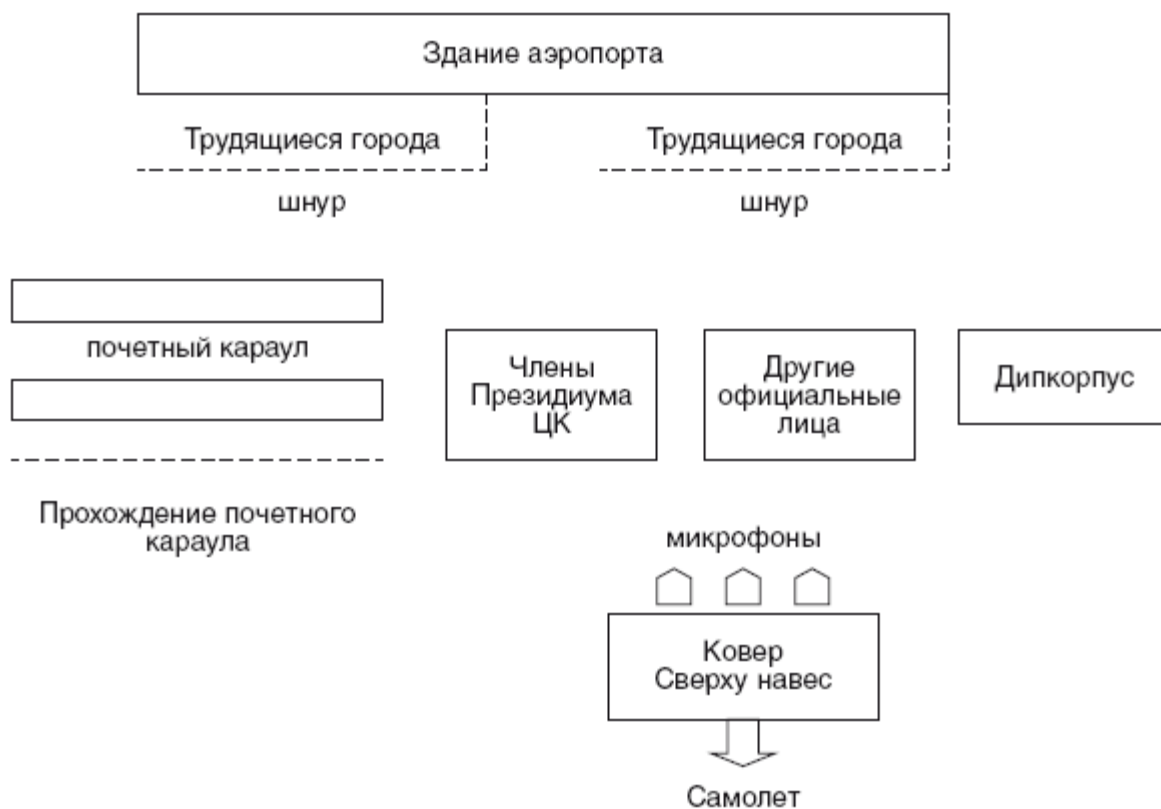 Здание аэропорта
Трудящиеся города
Трудящиеся города
шнур
шнур
почетный караул
Члены
Президиума
ЦК
Другие
официальные
лица
Дипкорпус
Прохождение почетного
караула
микрофоны
Ковер
Сверху навес
Самолет